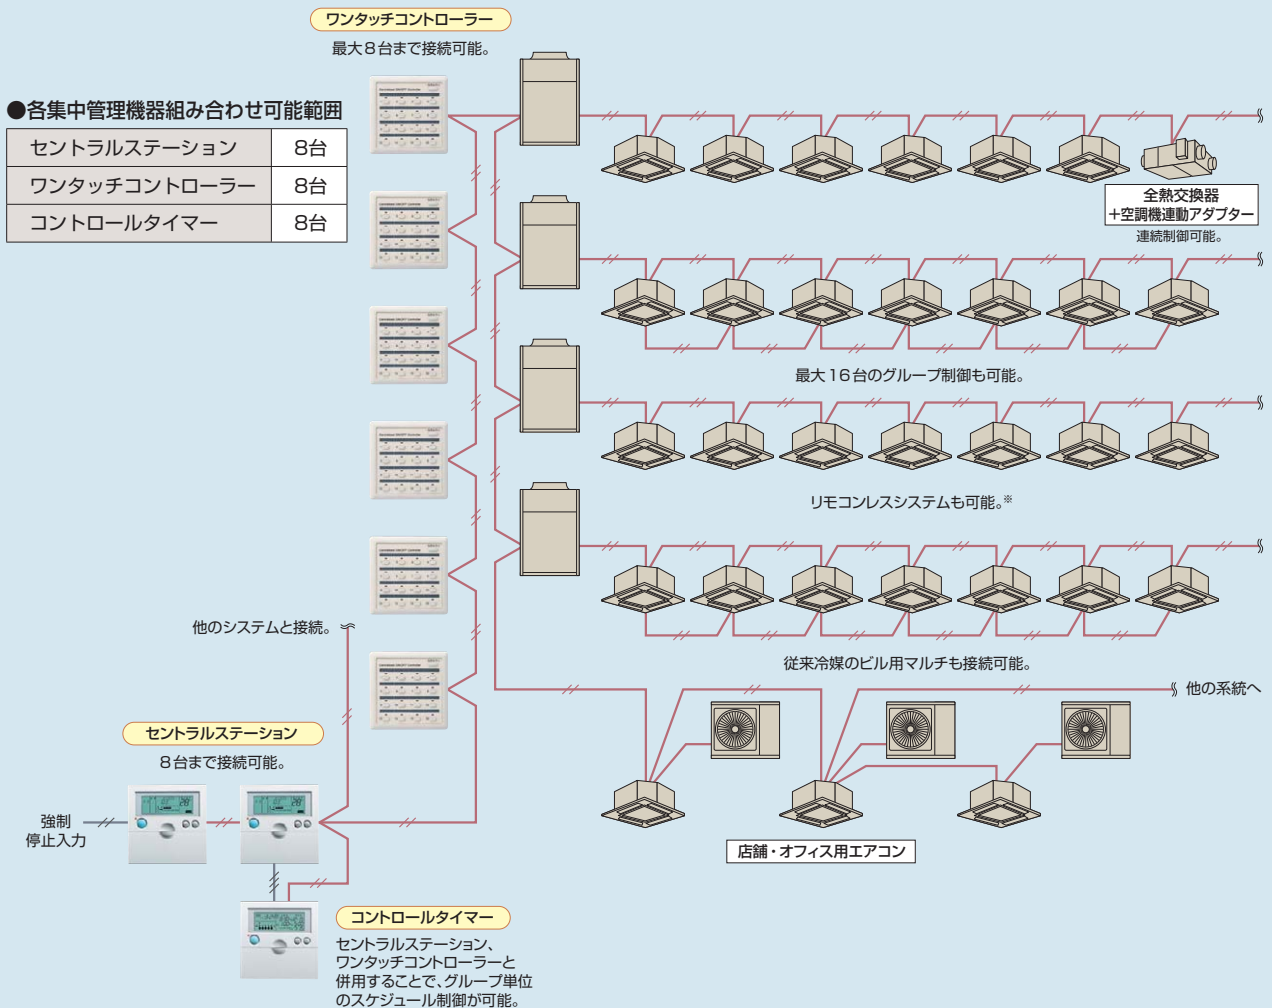 ワンタッチコントローラー
最大8台まで接続可能。
●各集中管理機器組み合わせ可能範囲
セントラルステーション 8台
ワンタッチコントローラー 8台
コントロールタイマー 8台
全熱交換器
+空調機連動アダプター
連続制御可能。
最大16台のグループ制御も可能。
リモコンレスシステムも可能。※
従来冷媒のビル用マルチも接続可能。
他のシステムと接続。
他の系統へ
セントラルステーション
8台まで接続可能。
強制
停止入力
店舗・オフィス用エアコン
コントロールタイマー
セントラルステーション、
ワンタッチコントローラーと
併用することで、グループ単位
のスケジュール制御が可能。